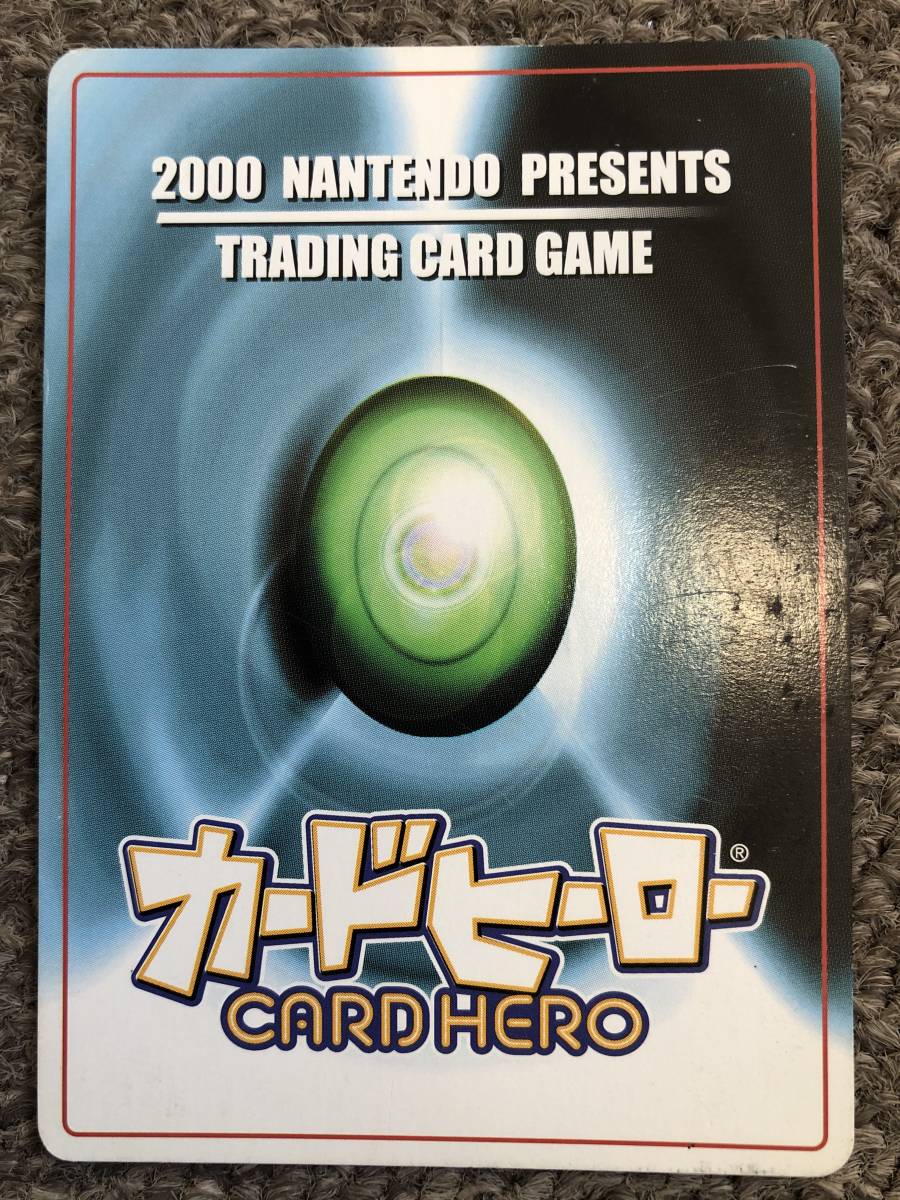 2000 NANTENDO PRESENTS
TRADING CARD GAME
カードヒーロー®
CARD HERO